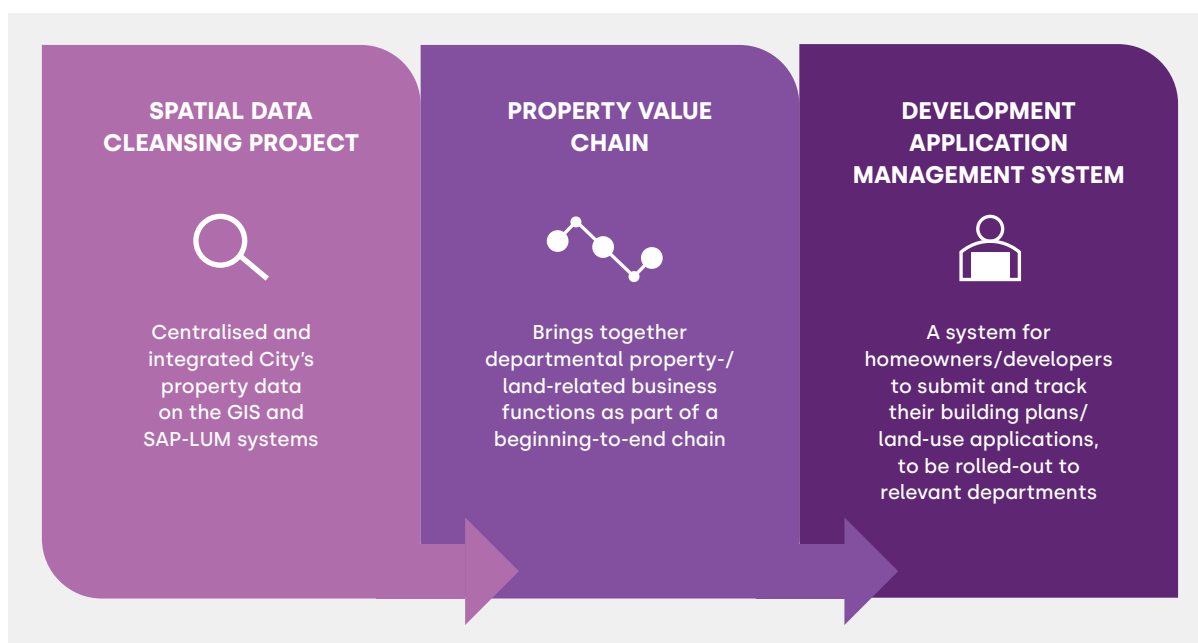 SPATIAL DATA
CLEANSING PROJECT
Centralised and
integrated City’s
property data
on the GIS and
SAP-LUM systems
PROPERTY VALUE
CHAIN
Brings together
departmental property-/
land-related business
functions as part of a
beginning-to-end chain
DEVELOPMENT
APPLICATION
MANAGEMENT SYSTEM
A system for
homeowners/developers
to submit and track
their building plans/
land-use applications,
to be rolled-out to
relevant departments